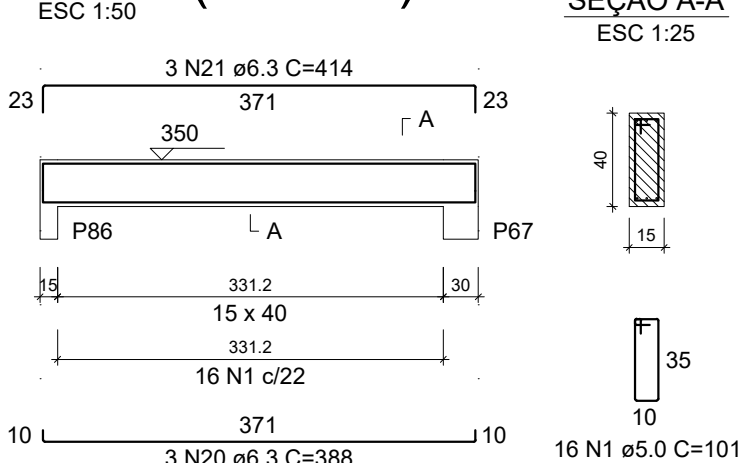 ESC 1:50
SEÇÃO A-A
ESC 1:25
3 N21 ø6.3 C=414
23 371 23
A
350
40
P86 A P67
15
15 331.2 30
15 x 40
331.2
16 N1 c/22
35
10
371
10 10
3 N20 ø6.3 C=388
16 N1 ø5.0 C=101